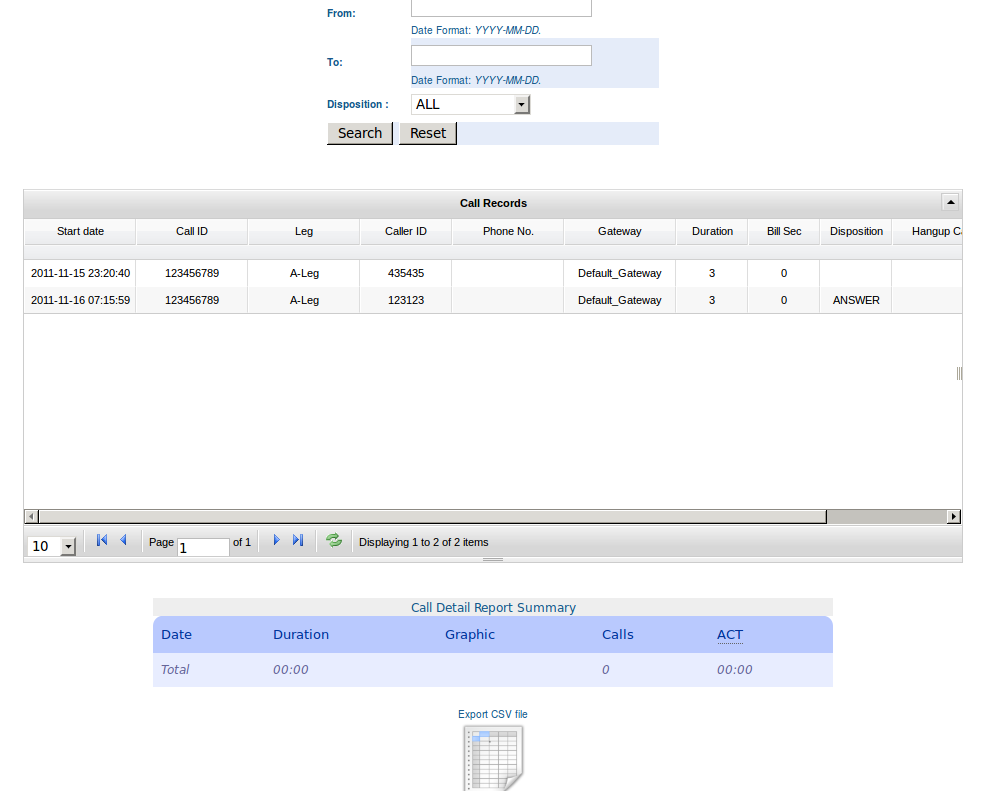 From:
Date Format: YYYY-MM-DD.
To:
Date Format: YYYY-MM-DD.
Disposition : ALL
Search Reset
Call Records
Start date Call ID Leg Caller ID Phone No. Gateway Duration Bill Sec Disposition Hangup
2011-11-15 23:20:40 123456789 A-Leg 435435 Default_Gateway 3 0
2011-11-16 07:15:59 123456789 A-Leg 123123 Default_Gateway 3 0 ANSWER
10 Page 1 of 1 Displaying 1 to 2 of 2 items
Call Detail Report Summary
Date Duration Graphic Calls ACT
Total 00:00 0 00:00
Export CSV file